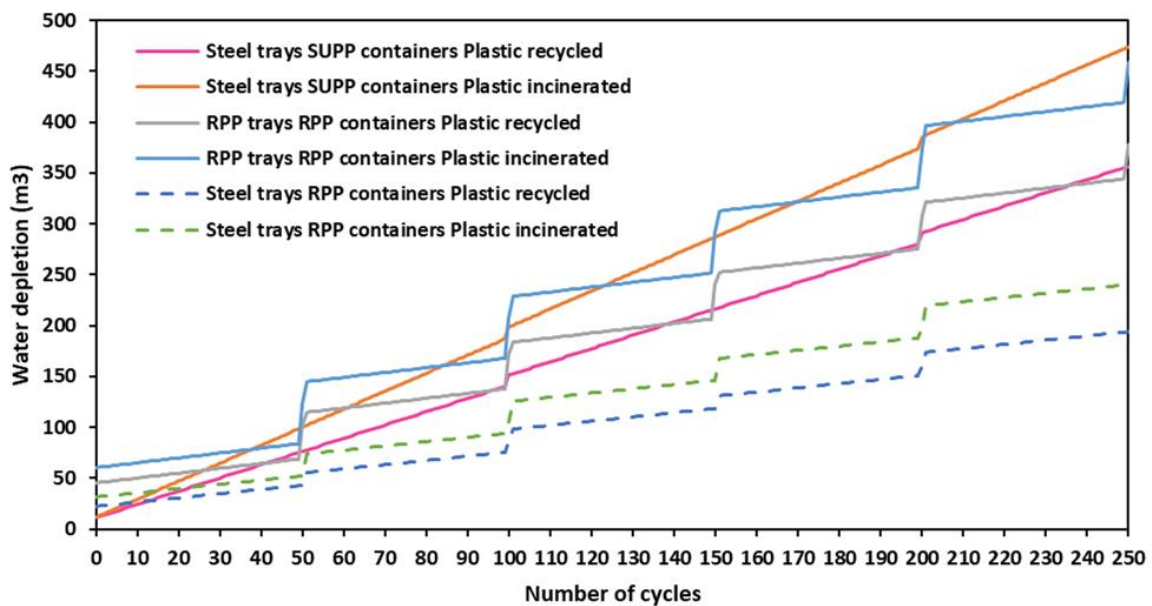 500
450
400
350
300
250
200
150
100
50
0
Water depletion (m3)
Steel trays SUPP containers Plastic recycled
Steel trays SUPP containers Plastic incinerated
RPP trays RPP containers Plastic recycled
RPP trays RPP containers Plastic incinerated
Steel trays RPP containers Plastic recycled
Steel trays RPP containers Plastic incinerated
0 10 20 30 40 50 60 70 80 90 100 110 120 130 140 150 160 170 180 190 200 210 220 230 240 250
Number of cycles